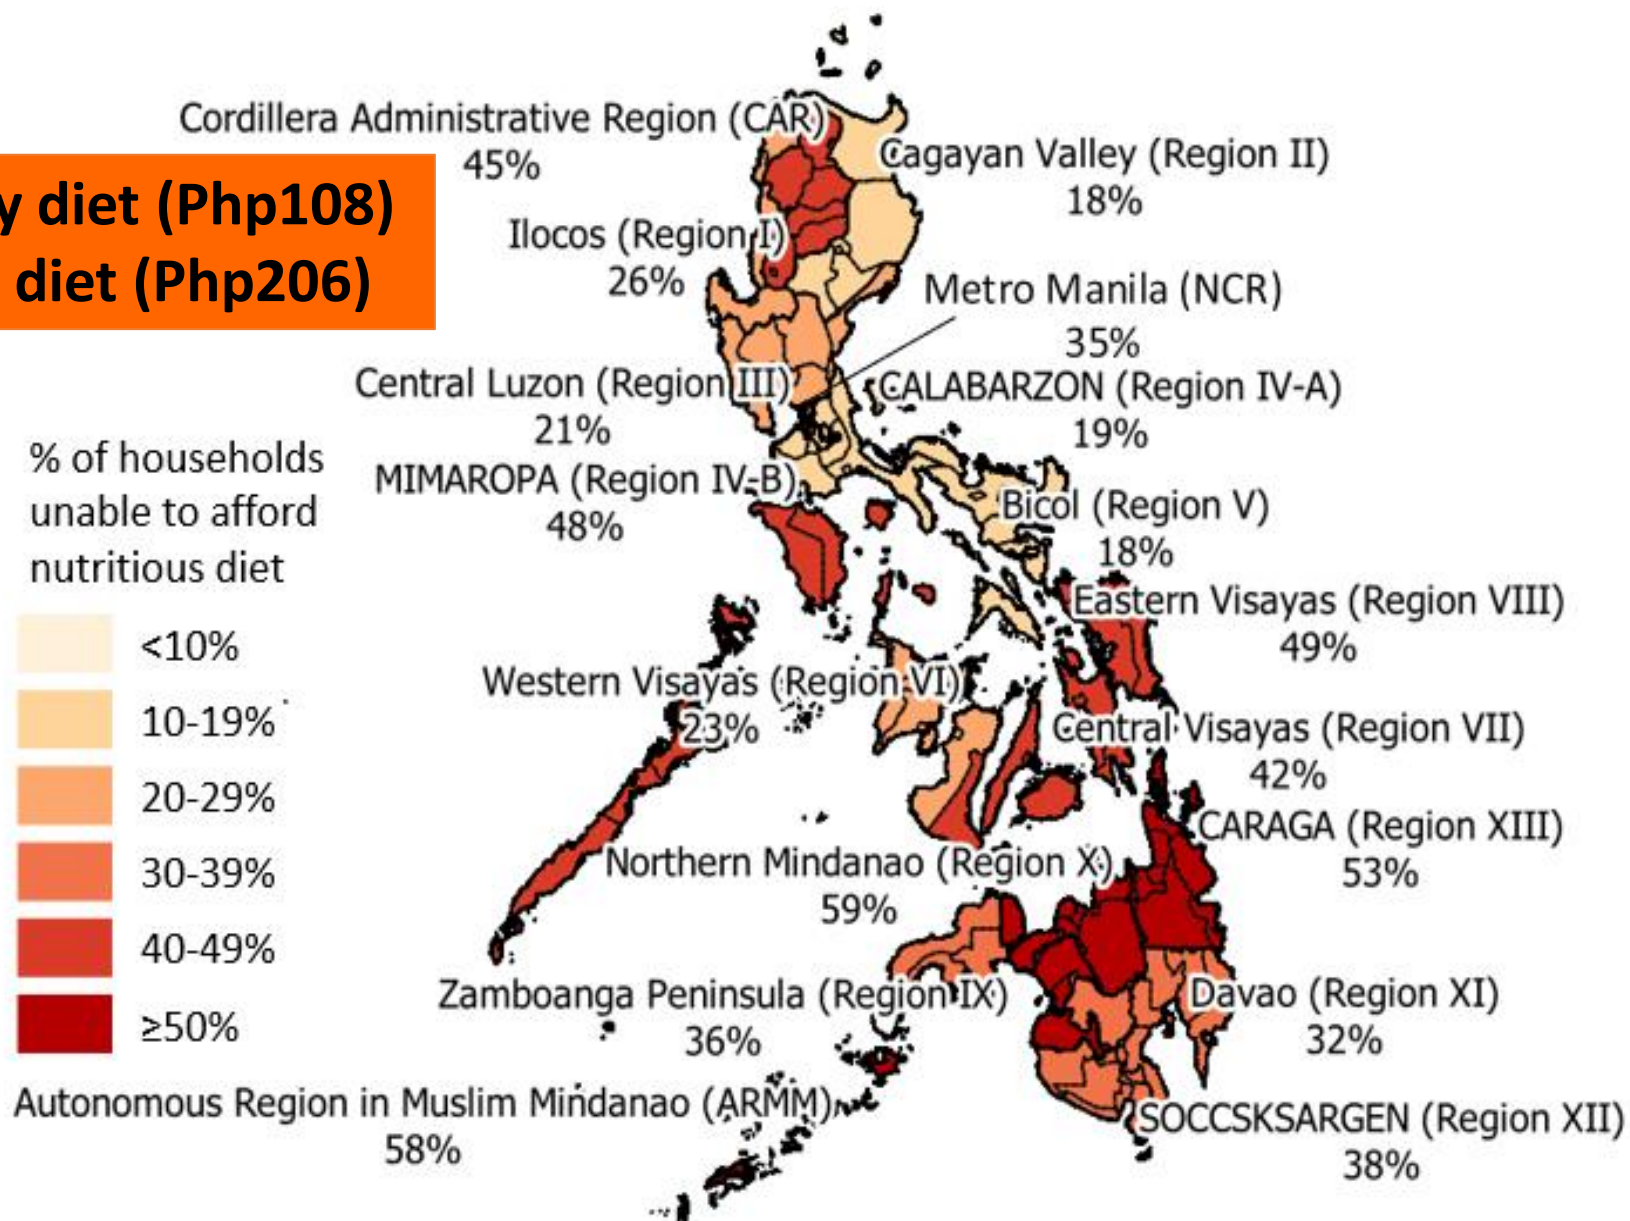 Cordillera Administrative Region (CAR)
45%
Cagayan Valley (Region II)
18%
y diet (Php108)
diet (Php206)
Ilocos (Region I)
26%
Metro Manila (NCR)
35%
Central Luzon (Region III)
21%
CALABARZON (Region IV-A)
19%
MIMAROPA (Region IV-B)
48%
Bicol (Region V)
18%
% of households
unable to afford
nutritious diet
<10%
10-19%
20-29%
30-39%
40-49%
≥50%
Eastern Visayas (Region VIII)
49%
Western Visayas (Region VI)
23%
Central Visayas (Region VII)
42%
CARAGA (Region XIII)
53%
Northern Mindanao (Region X)
59%
Zamboanga Peninsula (Region IX)
36%
Davao (Region XI)
32%
Autonomous Region in Muslim Mindanao (ARMM)
58%
SOCCSKSARGEN (Region XII)
38%